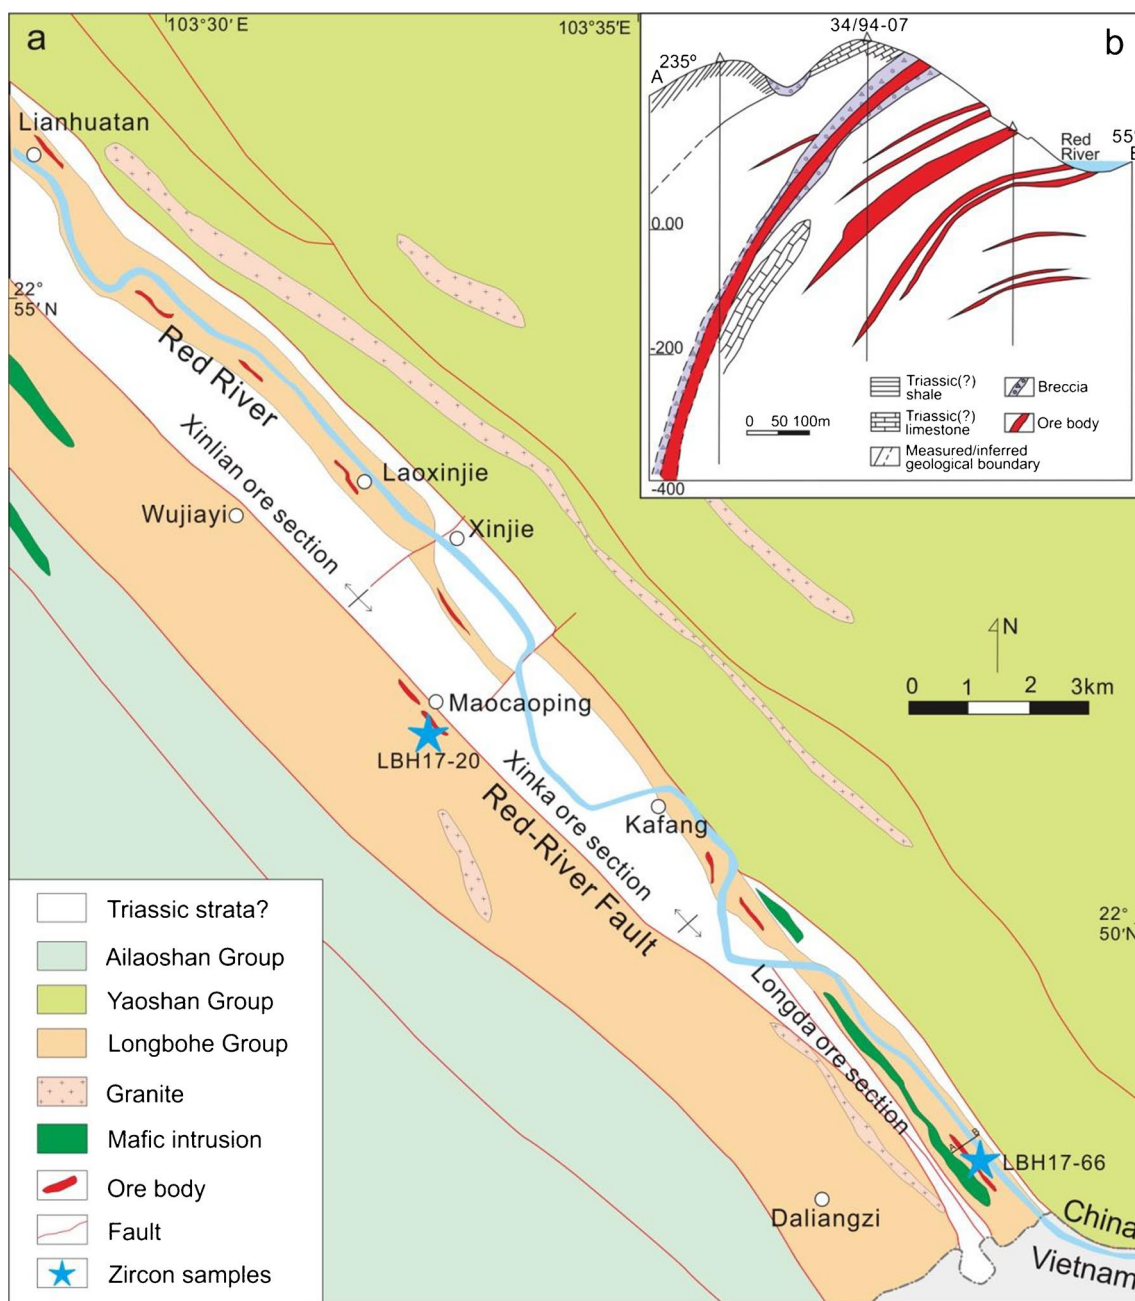 a
103°30′ E
103°35′E
Lianhuatan
22°
55′ N
Red River
Xinlian ore section
Laoxinjie
Wujiayi
Xinjie
Maocaoping
LBH17-20
Xinka ore section
Red-River Fault
Kafang
N
0 1 2 3km
22°
50′N
Longda ore section
LBH17-66
Daliangzi
China
Vietnam
Triassic strata?
Ailaoshan Group
Yaoshan Group
Longbohe Group
Granite
Mafic intrusion
Ore body
Fault
Zircon samples
A B
b
34/94-07
235°
A
Red
River
55°
0.00
-200
-400
0 50 100m
Triassic(?)
shale
Triassic(?)
limestone
Measured/inferred
geological boundary
Breccia
Ore body